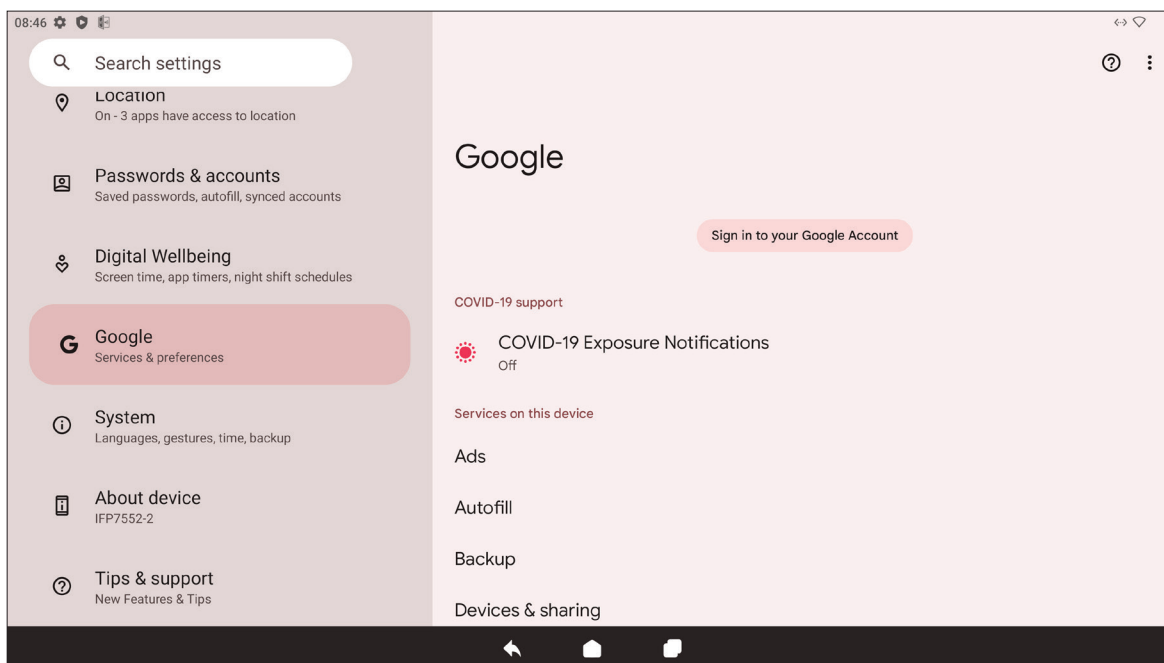 08:46
Search settings
Location
On - 3 apps have access to location
Passwords & accounts
Saved passwords, autofill, synced accounts
Digital Wellbeing
Screen time, app timers, night shift schedules
G
Google
Services & preferences
System
Languages, gestures, time, backup
About device
IFP7552-2
Tips & support
New Features & Tips
Google
Sign in to your Google Account
COVID-19 support
COVID-19 Exposure Notifications
Off
Services on this device
Ads
Autofill
Backup
Devices & sharing